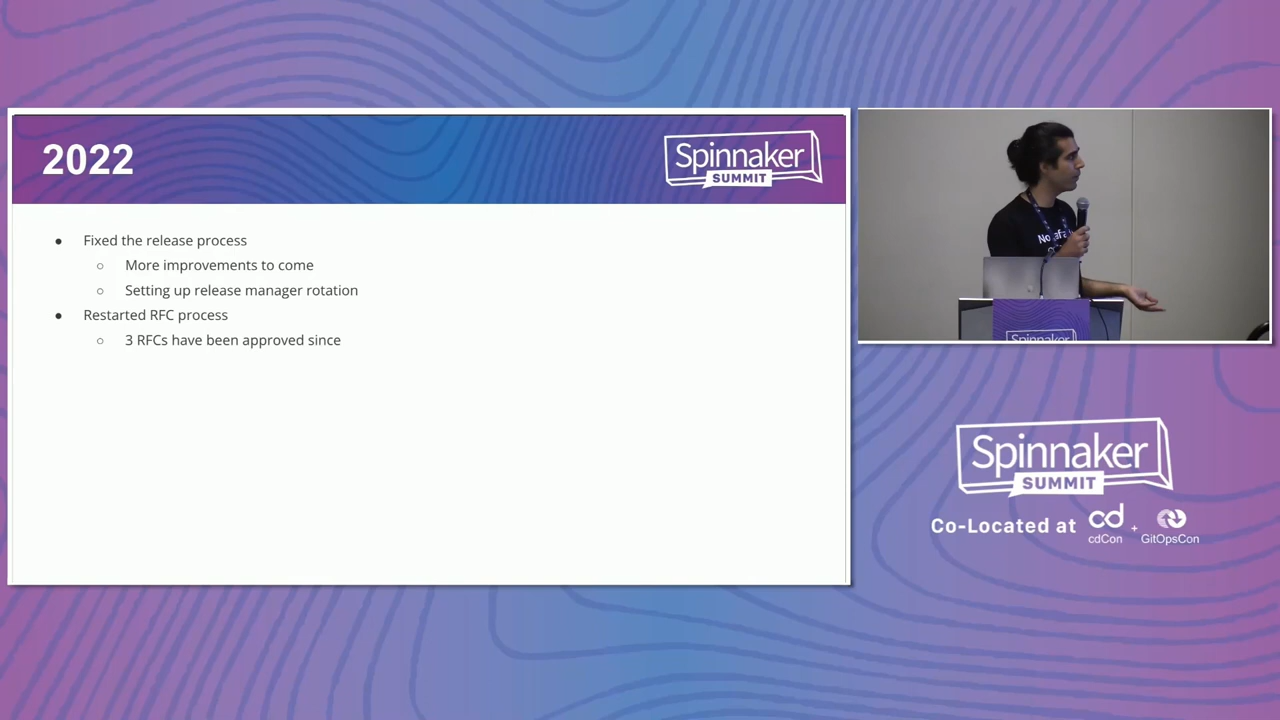 2022
Spinnaker
SUMMIT
● Fixed the release process
○ More improvements to come
○ Setting up release manager rotation
● Restarted RFC process
○ 3 RFCs have been approved since
Spinnaker
SUMMIT
Co-Located at
cd
cdCon
+
GitOpsCon